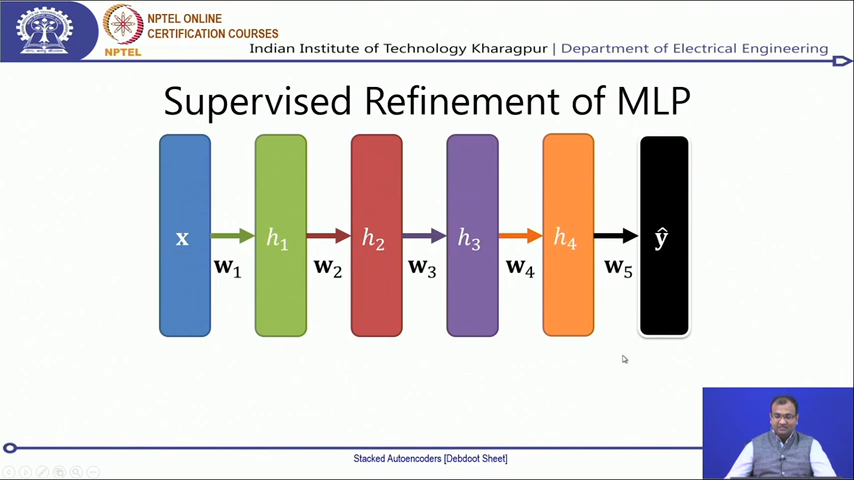 NPTEL ONLINE
CERTIFICATION COURSES
NPTEL
Indian Institute of Technology Kharagpur | Department of Electrical Engineering
Supervised Refinement of MLP
x h₁ h₂ h₃ h₄ ŷ
w₁ w₂ w₃ w₄ w₅
Stacked Autoencoders [Debdoot Sheet]